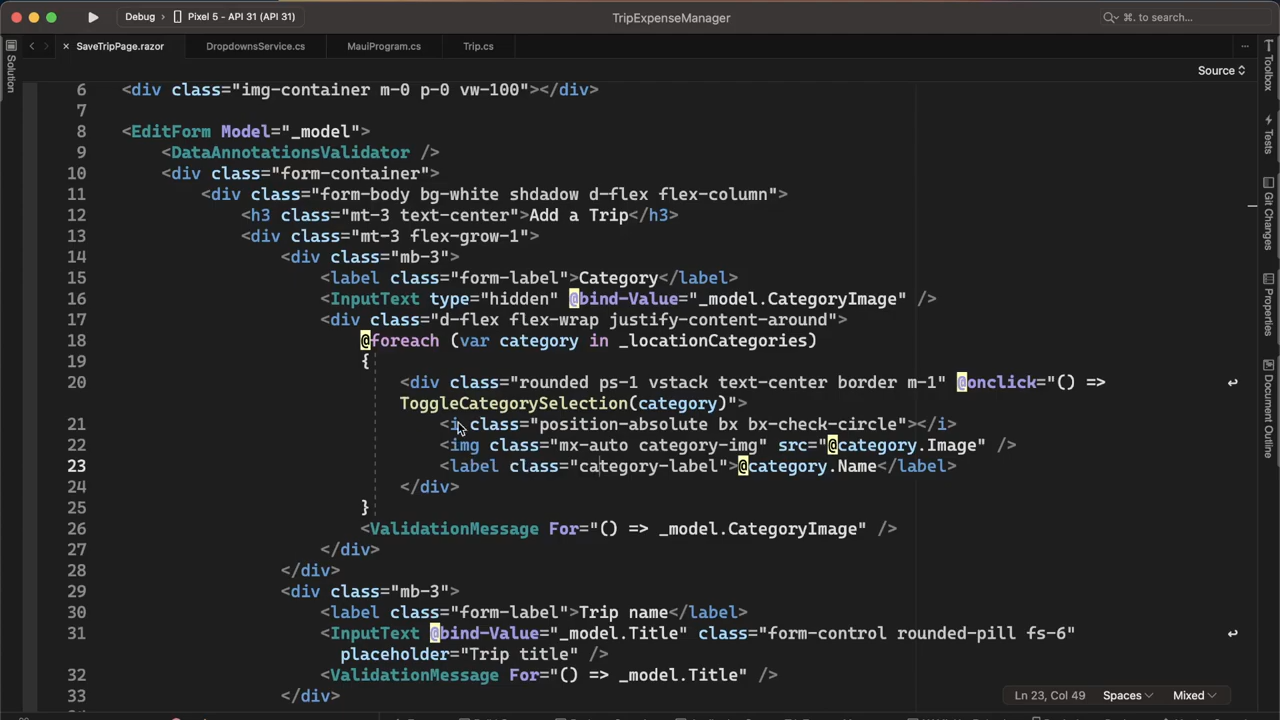 Debug > Pixel 5 - API 31 (API 31)
TripExpenseManager
⌘. to search...
SaveTripPage.razor
DropdownsService.cs
MauiProgram.cs
Trip.cs
Solution
Source
Toolbox
Tests
Git Changes
Properties
Document Outline
6 <div class="img-container m-0 p-0 vw-100"></div>
7
8 <EditForm Model="_model">
9 <DataAnnotationsValidator />
10 <div class="form-container">
11 <div class="form-body bg-white shdadow d-flex flex-column">
12 <h3 class="mt-3 text-center">Add a Trip</h3>
13 <div class="mt-3 flex-grow-1">
14 <div class="mb-3">
15 <label class="form-label">Category</label>
16 <InputText type="hidden" @bind-Value="_model.CategoryImage" />
17 <div class="d-flex flex-wrap justify-content-around">
18 @foreach (var category in _locationCategories)
19 {
20 <div class="rounded ps-1 vstack text-center border m-1" @onclick="() =>
ToggleCategorySelection(category)">
21 <i class="position-absolute bx bx-check-circle"></i>
22 <img class="mx-auto category-img" src="@category.Image" />
23 <label class="category-label">@category.Name</label>
24 </div>
25 }
26 <ValidationMessage For="() => _model.CategoryImage" />
27 </div>
28 </div>
29 <div class="mb-3">
30 <label class="form-label">Trip name</label>
31 <InputText @bind-Value="_model.Title" class="form-control rounded-pill fs-6"
placeholder="Trip title" />
32 <ValidationMessage For="() => _model.Title" />
33 </div>
Ln 23, Col 49 Spaces Mixed